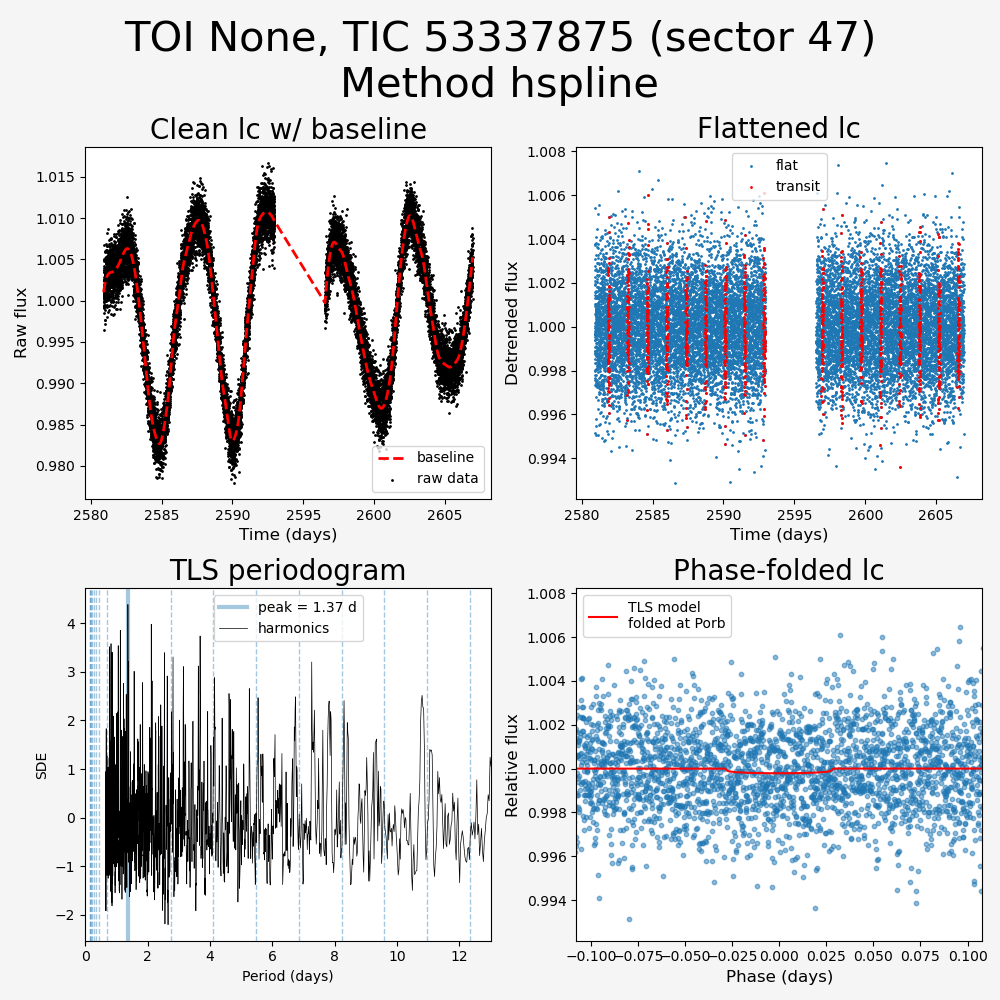 TOI None, TIC 53337875 (sector 47)
Method hspline
Clean lc w/ baseline
1.015
1.010
1.005
1.000
0.995
0.990
0.985
0.980
Raw flux
baseline
raw data
2580 2585 2590 2595 2600 2605
Time (days)
Flattened lc
1.008
1.006
1.004
1.002
1.000
0.998
0.996
0.994
Detrended flux
flat
transit
2580 2585 2590 2595 2600 2605
Time (days)
TLS periodogram
4
3
2
1
0
−1
−2
SDE
peak = 1.37 d
harmonics
0 2 4 6 8 10 12
Period (days)
Phase-folded lc
1.008
1.006
1.004
1.002
1.000
0.998
0.996
0.994
Relative flux
TLS model
folded at Porb
−0.100 −0.075 −0.050 −0.025 0.000 0.025 0.050 0.075 0.100
Phase (days)